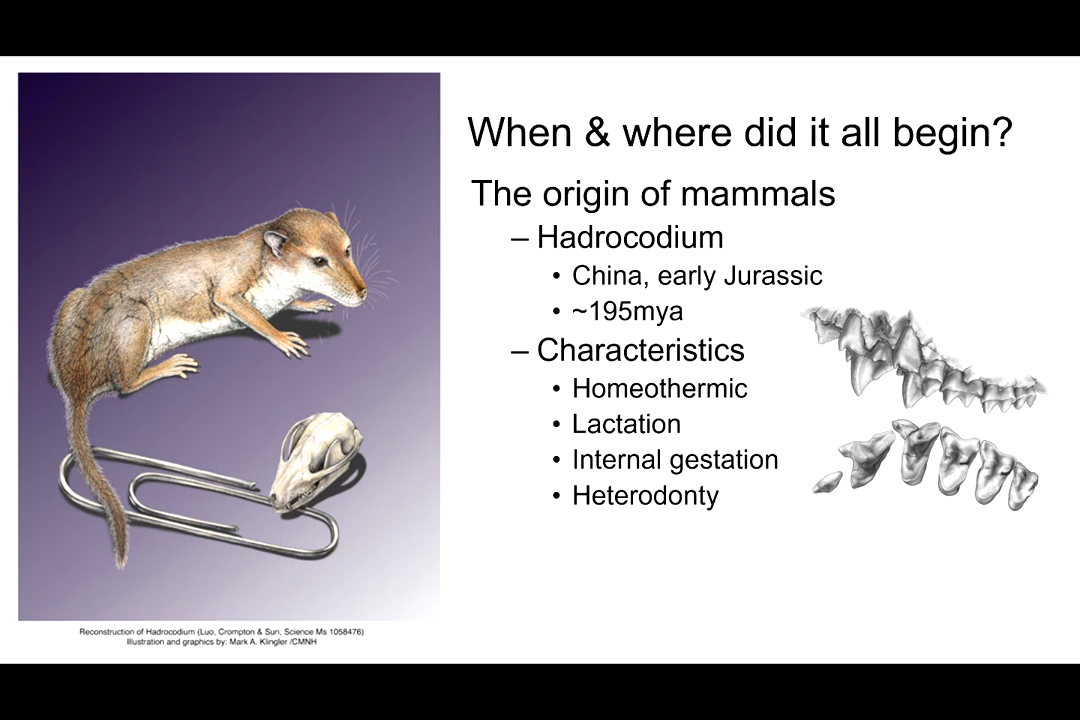 When & where did it all begin?
The origin of mammals
– Hadrocodium
• China, early Jurassic
• ~195mya
– Characteristics
• Homeothermic
• Lactation
• Internal gestation
• Heterodonty
Reconstruction of Hadrocodium (Luo, Crompton & Sun, Science Ms 1058476)
Illustration and graphics by: Mark A. Klingler /CMNH